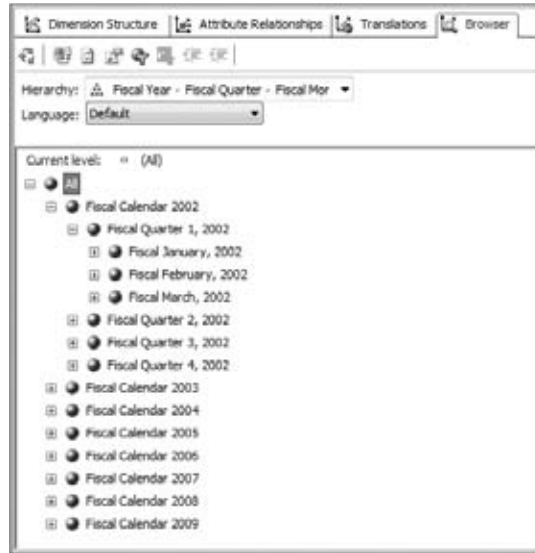 Dimension Structure Attribute Relationships Translations Browser
Hierarchy: Fiscal Year - Fiscal Quarter - Fiscal Mor
Language: Default
Current level: (All)
All
Fiscal Calendar 2002
Fiscal Quarter 1, 2002
Fiscal January, 2002
Fiscal February, 2002
Fiscal March, 2002
Fiscal Quarter 2, 2002
Fiscal Quarter 3, 2002
Fiscal Quarter 4, 2002
Fiscal Calendar 2003
Fiscal Calendar 2004
Fiscal Calendar 2005
Fiscal Calendar 2006
Fiscal Calendar 2007
Fiscal Calendar 2008
Fiscal Calendar 2009